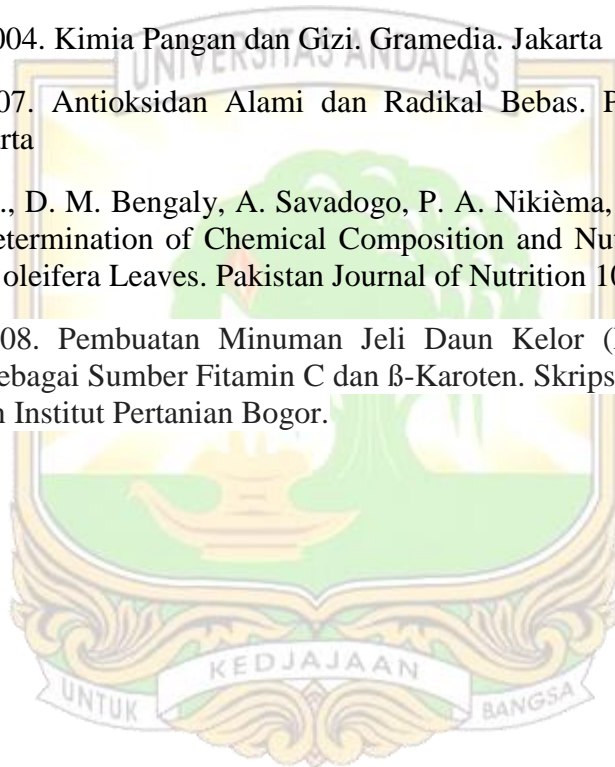 004. Kimia Pangan dan Gizi. Gramedia. Jakarta
UNIVERSITAS ANDALAS
07. Antioksidan Alami dan Radikal Bebas. P
arta
., D. M. Bengaly, A. Savadogo, P. A. Nikièma,
etermination of Chemical Composition and Nut
oleifera Leaves. Pakistan Journal of Nutrition 10
08. Pembuatan Minuman Jeli Daun Kelor (
ebagai Sumber Fitamin C dan ß-Karoten. Skrips
n Institut Pertanian Bogor.
KEDJAJAAN
UNTUK
BANGSA